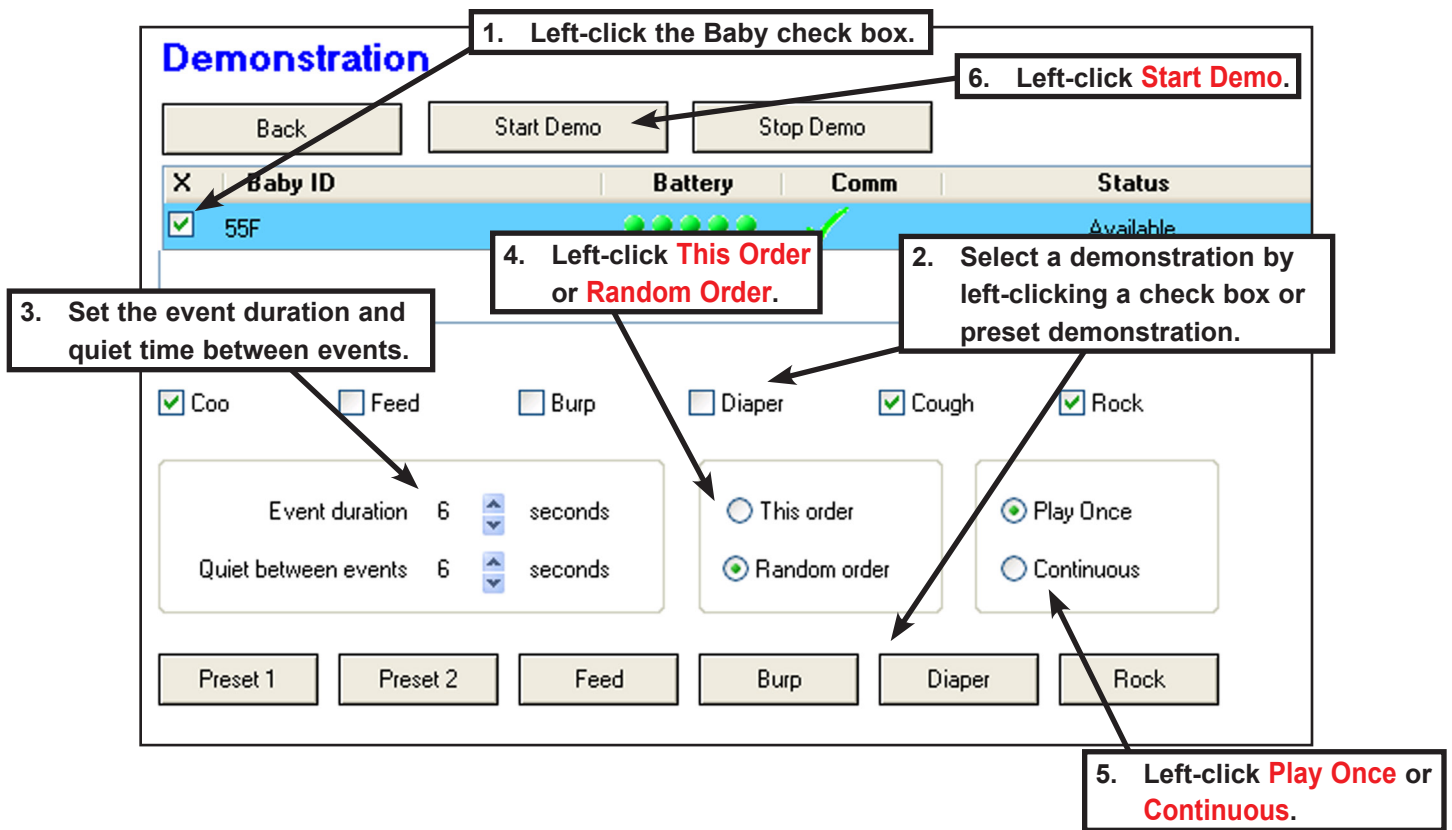 1. Left-click the Baby check box.
Demonstration
6. Left-click Start Demo.
Back Start Demo Stop Demo
X Baby ID Battery Comm Status
55F Available
4. Left-click This Order
or Random Order.
2. Select a demonstration by
left-clicking a check box or
preset demonstration.
3. Set the event duration and
quiet time between events.
Coo Feed Burp Diaper Cough Rock
Event duration 6 seconds
Quiet between events 6 seconds
This order
Random order
Play Once
Continuous
Preset 1 Preset 2 Feed Burp Diaper Rock
5. Left-click Play Once or
Continuous.